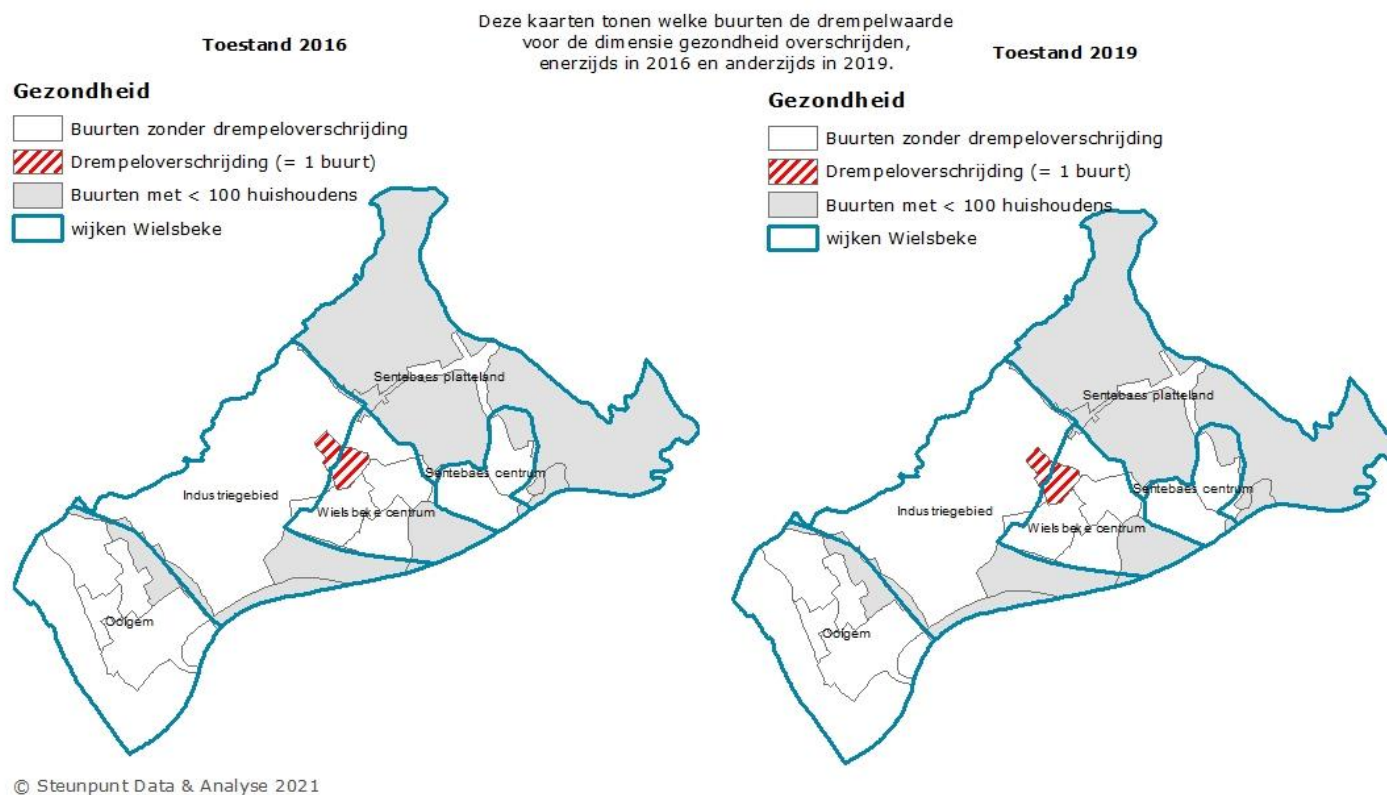 Deze kaarten tonen welke buurten de drempelwaarde
voor de dimensie gezondheid overschrijden,
enerzijds in 2016 en anderzijds in 2019.
Toestand 2016
Gezondheid
Buurten zonder drempeloverschrijding
Drempeloverschrijding (= 1 buurt)
Buurten met < 100 huishoudens
wijken Wielsbeke
Sentebaes platteland
Sentebaes centrum
Industriegebied
Wielsbeke centrum
Ooigem
Toestand 2019
Gezondheid
Buurten zonder drempeloverschrijding
Drempeloverschrijding (= 1 buurt)
Buurten met < 100 huishoudens
wijken Wielsbeke
Sentebaes platteland
Sentebaes centrum
Industriegebied
Wielsbeke centrum
Ooigem
© Steunpunt Data & Analyse 2021